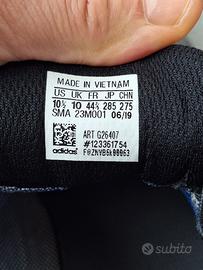 MADE IN VIETNAM
US UK FR JP CHN
10½ 10 44⅔ 285 275
SMA 23M001 06/19
ART G26407
#123361754
adidas
subito